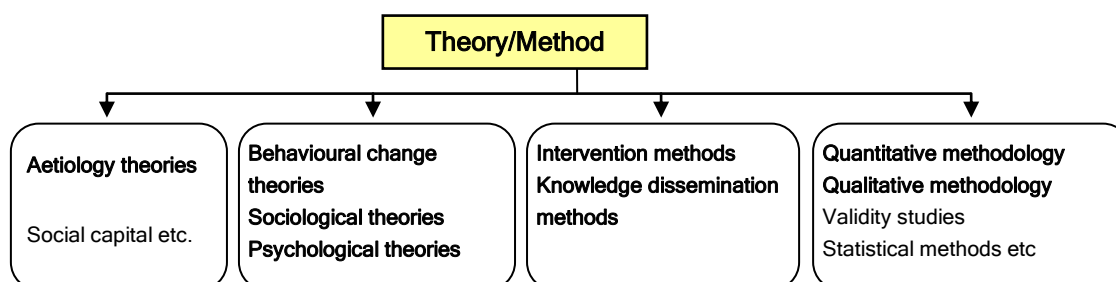 Theory/Method
Aetiology theories
Social capital etc.
Behavioural change
theories
Sociological theories
Psychological theories
Intervention methods
Knowledge dissemination
methods
Quantitative methodology
Qualitative methodology
Validity studies
Statistical methods etc